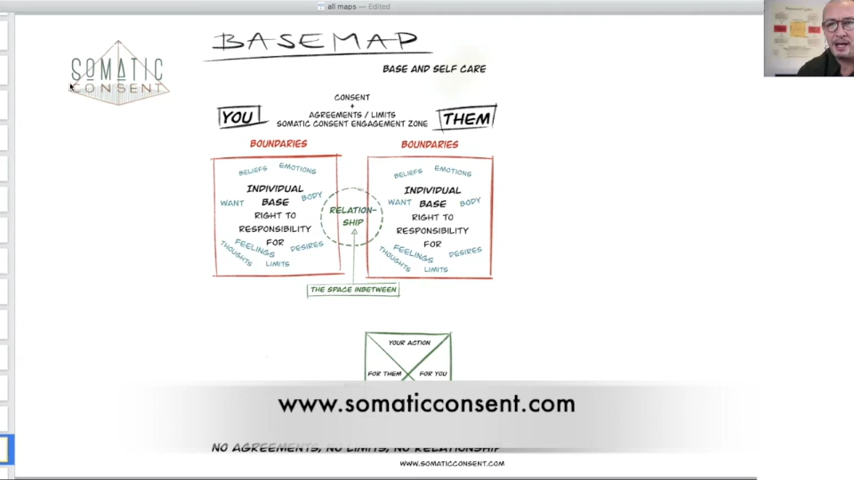 all maps — Edited
BASEMAP
SOMATIC
CONSENT
BASE AND SELF CARE
CONSENT
+
AGREEMENTS / LIMITS
SOMATIC CONSENT ENGAGEMENT ZONE
YOU
THEM
BOUNDARIES
BOUNDARIES
BELIEFS
EMOTIONS
INDIVIDUAL
BASE
WANT
BODY
RIGHT TO
RESPONSIBILITY
FOR
THOUGHTS
FEELINGS
DESIRES
LIMITS
RELATION-
SHIP
BELIEFS
EMOTIONS
INDIVIDUAL
BASE
WANT
BODY
RIGHT TO
RESPONSIBILITY
FOR
THOUGHTS
FEELINGS
DESIRES
LIMITS
THE SPACE INBETWEEN
YOUR ACTION
FOR THEM
FOR YOU
www.somaticconsent.com
NO AGREEMENTS, NO LIMITS, NO RELATIONSHIP
WWW.SOMATICCONSENT.COM